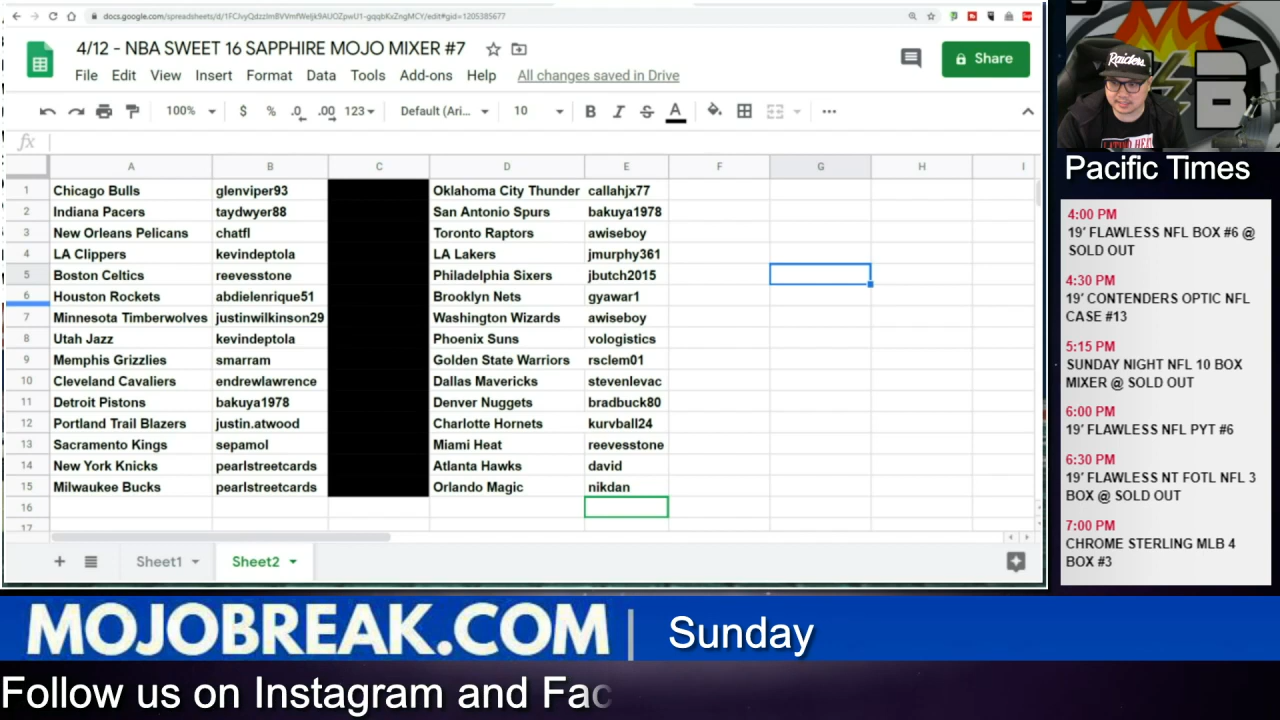 docs.google.com/spreadsheets/d/
4/12 - NBA SWEET 16 SAPPHIRE MOJO MIXER #7
File Edit View Insert Format Data Tools Add-ons Help All changes saved in Drive
Share
100% $ % .0 .00 123 Default (Ari... 10 B I S A
fx
A B C D E F G H I
1 Chicago Bulls glenviper93 Oklahoma City Thunder callahjx77
2 Indiana Pacers taydwyer88 San Antonio Spurs bakuya1978
3 New Orleans Pelicans chatfl Toronto Raptors awiseboy
4 LA Clippers kevindeptola LA Lakers jmurphy361
5 Boston Celtics reevesstone Philadelphia Sixers jbutch2015
6 Houston Rockets abdielenrique51 Brooklyn Nets gyawar1
7 Minnesota Timberwolves justinwilkinson29 Washington Wizards awiseboy
8 Utah Jazz kevindeptola Phoenix Suns vologistics
9 Memphis Grizzlies smarram Golden State Warriors rsclem01
10 Cleveland Cavaliers endrewlawrence Dallas Mavericks stevenlevac
11 Detroit Pistons bakuya1978 Denver Nuggets bradbuck80
12 Portland Trail Blazers justin.atwood Charlotte Hornets kurvball24
13 Sacramento Kings sepamol Miami Heat reevesstone
14 New York Knicks pearlstreetcards Atlanta Hawks david
15 Milwaukee Bucks pearlstreetcards Orlando Magic nikdan
16
17
Sheet1 Sheet2
Raiders
B
Pacific Times
4:00 PM
19' FLAWLESS NFL BOX #6 @
SOLD OUT
4:30 PM
19' CONTENDERS OPTIC NFL
CASE #13
5:15 PM
SUNDAY NIGHT NFL 10 BOX
MIXER @ SOLD OUT
6:00 PM
19' FLAWLESS NFL PYT #6
6:30 PM
19' FLAWLESS NT FOTL NFL 3
BOX @ SOLD OUT
7:00 PM
CHROME STERLING MLB 4
BOX #3
MOJOBREAK.COM | Sunday
Follow us on Instagram and Fac